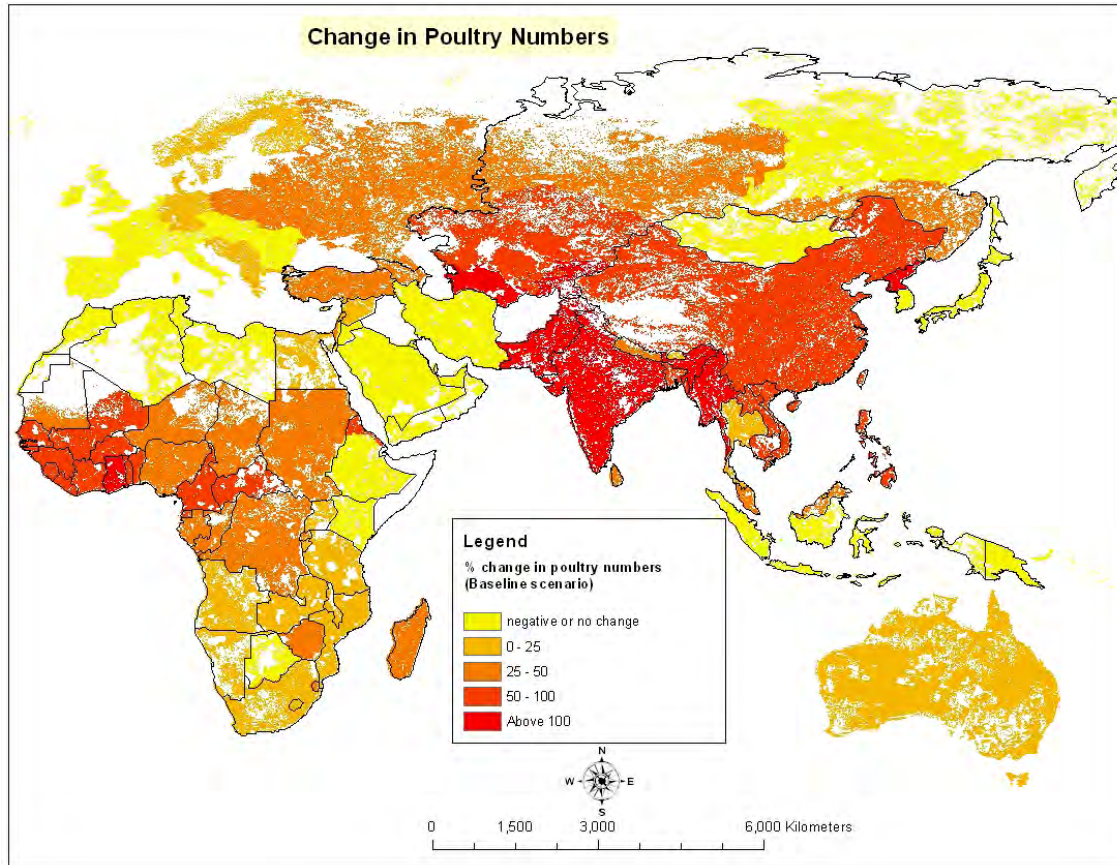 Change in Poultry Numbers
Legend
% change in poultry numbers
(Baseline scenario)
negative or no change
0 - 25
25 - 50
50 - 100
Above 100
N
W E
S
0 1,500 3,000 6,000 Kilometers